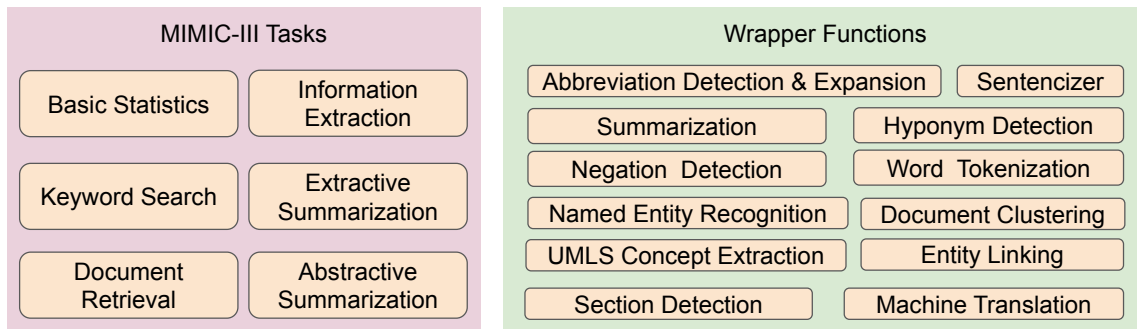 MIMIC-III Tasks
Basic Statistics
Information
Extraction
Keyword Search
Extractive
Summarization
Document
Retrieval
Abstractive
Summarization
Wrapper Functions
Abbreviation Detection & Expansion
Sentencizer
Summarization
Hyponym Detection
Negation Detection
Word Tokenization
Named Entity Recognition
Document Clustering
UMLS Concept Extraction
Entity Linking
Section Detection
Machine Translation